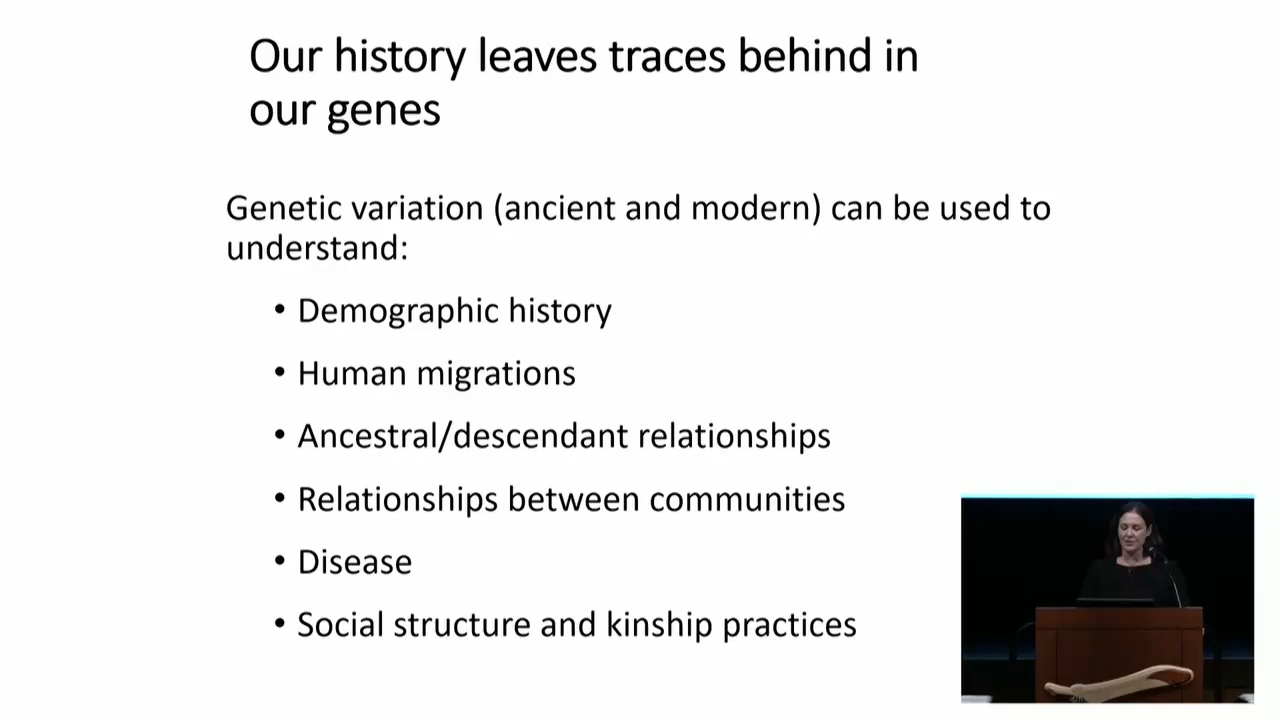 Our history leaves traces behind in
our genes
Genetic variation (ancient and modern) can be used to
understand:
• Demographic history
• Human migrations
• Ancestral/descendant relationships
• Relationships between communities
• Disease
• Social structure and kinship practices